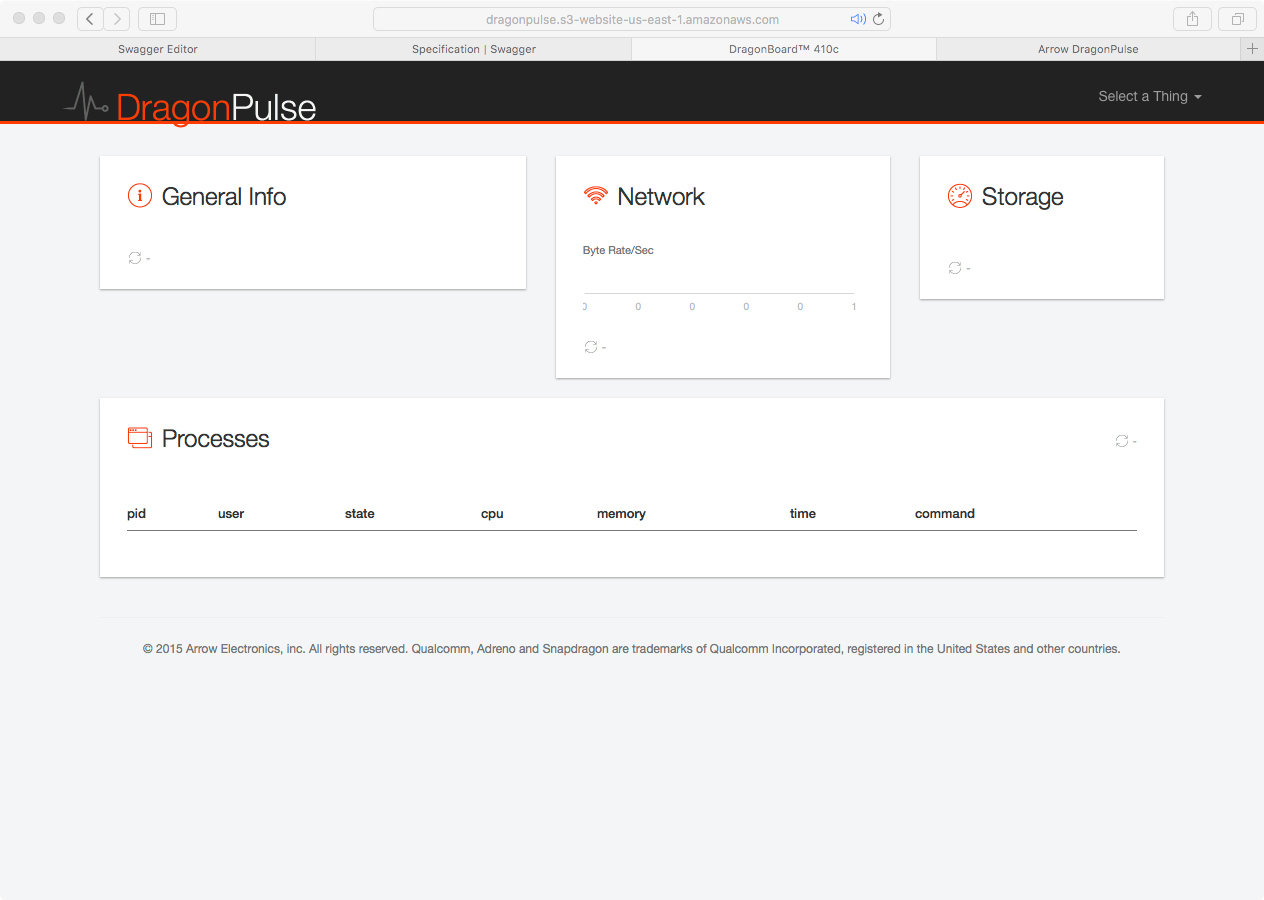 dragonpulse.s3-website-us-east-1.amazonaws.com
Swagger Editor
Specification | Swagger
DragonBoard™ 410c
Arrow DragonPulse
DragonPulse
Select a Thing
General Info
-
Network
Byte Rate/Sec
0 0 0 0 0 1
-
Storage
-
Processes
-
pid user state cpu memory time command
© 2015 Arrow Electronics, inc. All rights reserved. Qualcomm, Adreno and Snapdragon are trademarks of Qualcomm Incorporated, registered in the United States and other countries.